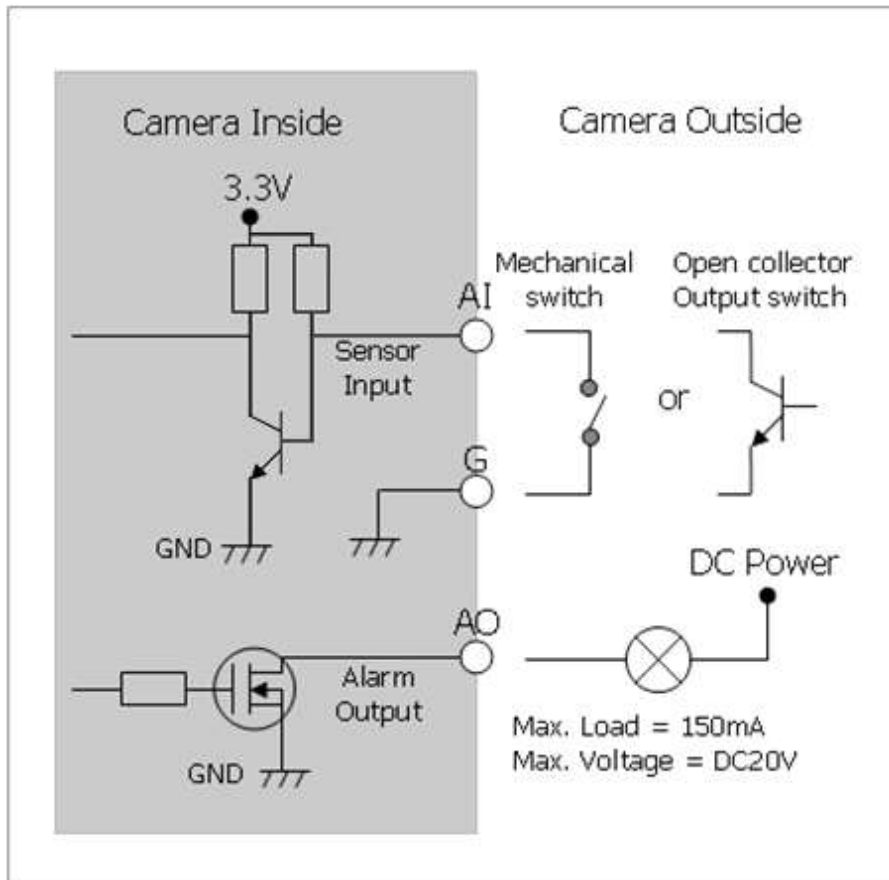 Camera Inside
Camera Outside
3.3V
Mechanical
switch
Open collector
Output switch
AI
Sensor
Input
or
G
GND
DC Power
AO
Alarm
Output
Max. Load = 150mA
Max. Voltage = DC20V
GND